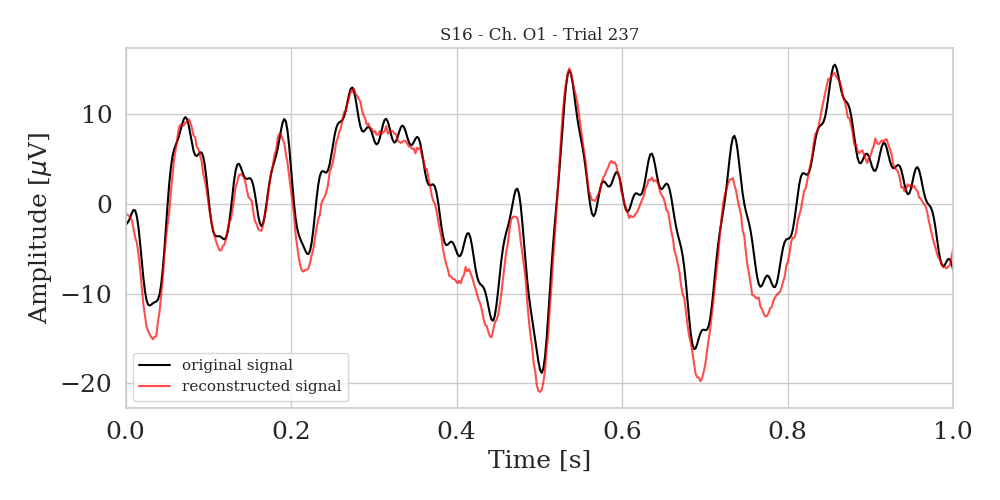 S16 - Ch. O1 - Trial 237
Amplitude [μV]
10
0
−10
−20
original signal
reconstructed signal
0.0 0.2 0.4 0.6 0.8 1.0
Time [s]